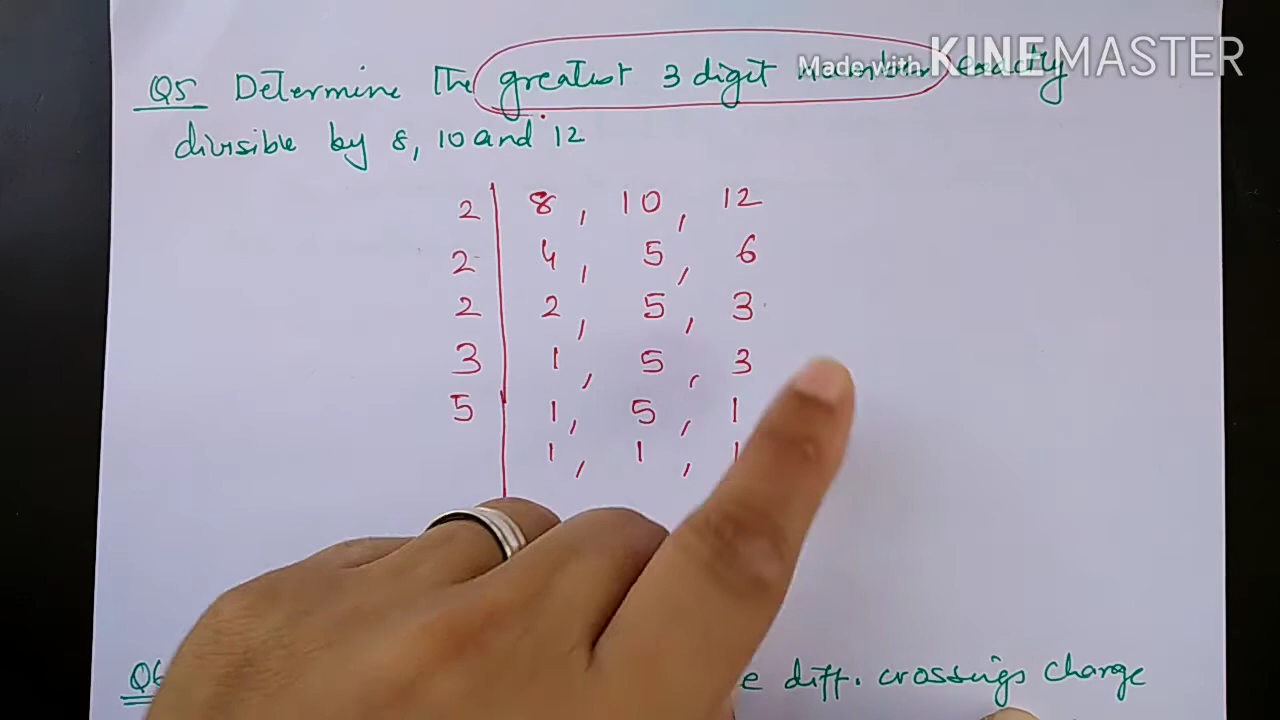 Q5 Determine the greatest 3 digit number exactly
Made with KINEMASTER
divisible by 8, 10 and 12
2 8, 10, 12
2 4, 5, 6
2 2, 5, 3
3 1, 5, 3
5 1, 5, 1
1, 1, 1
Q6 diff. crossings charge